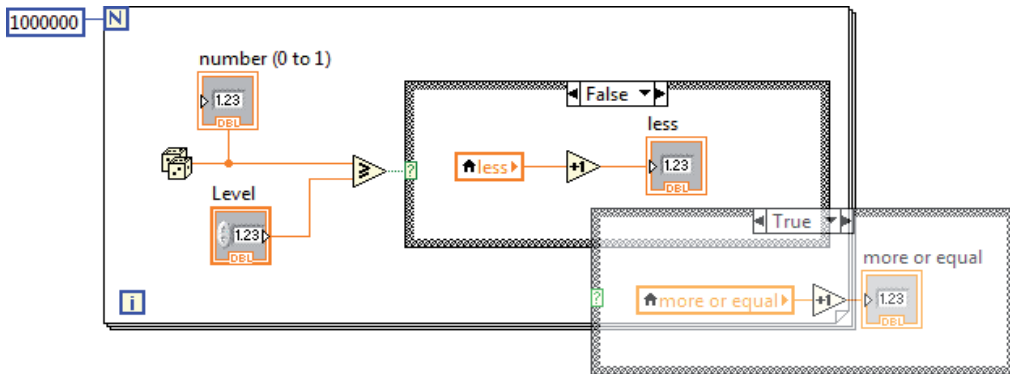 1000000
N
number (0 to 1)
1.23
DBL
False
less
less
+1
1.23
DBL
?
≥
Level
1.23
DBL
True
more or equal
?
more or equal
+1
1.23
DBL
i